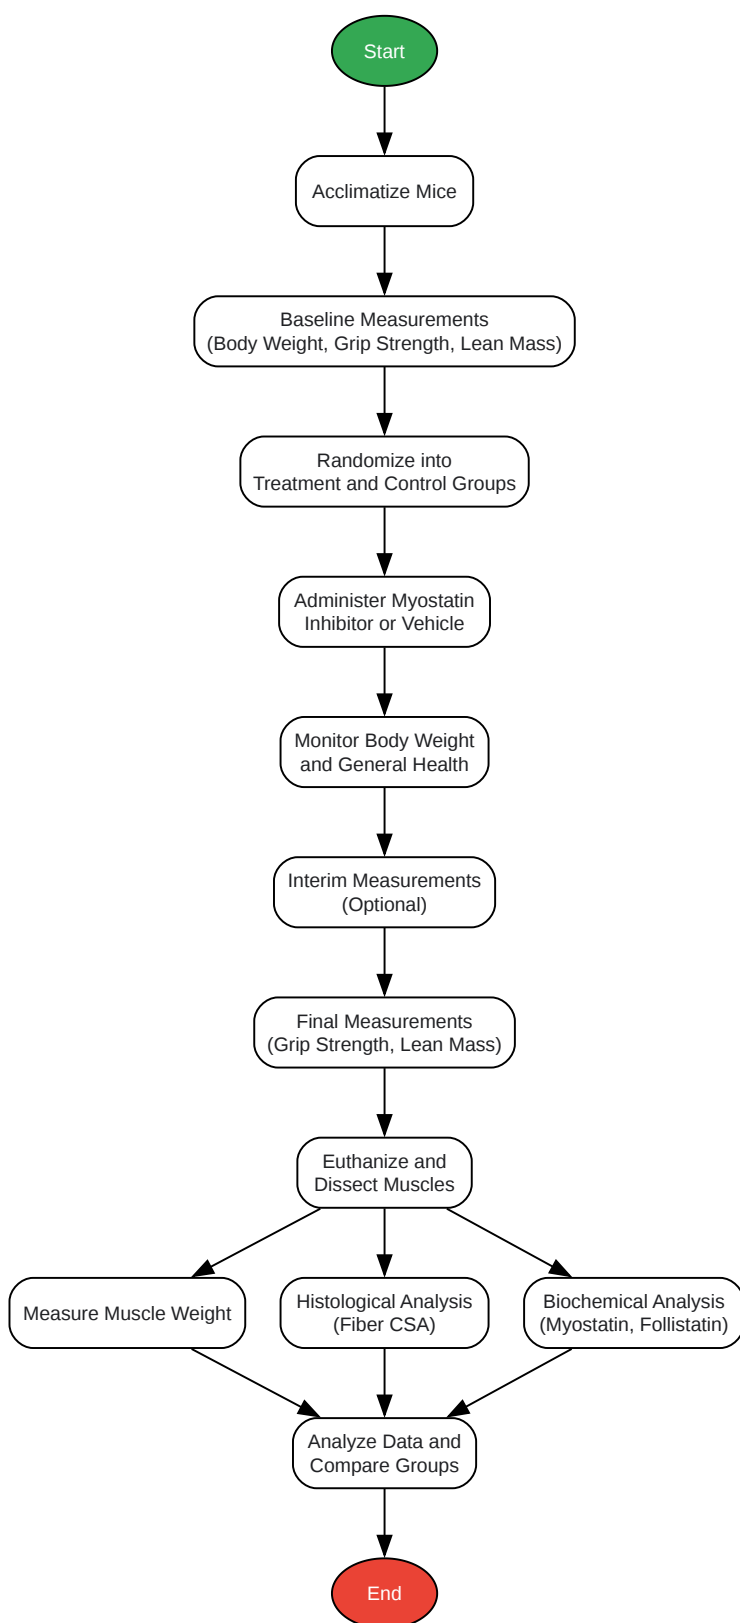 Start
Acclimatize Mice
Baseline Measurements
(Body Weight, Grip Strength, Lean Mass)
Randomize into
Treatment and Control Groups
Administer Myostatin
Inhibitor or Vehicle
Monitor Body Weight
and General Health
Interim Measurements
(Optional)
Final Measurements
(Grip Strength, Lean Mass)
Euthanize and
Dissect Muscles
Measure Muscle Weight
Histological Analysis
(Fiber CSA)
Biochemical Analysis
(Myostatin, Follistatin)
Analyze Data and
Compare Groups
End